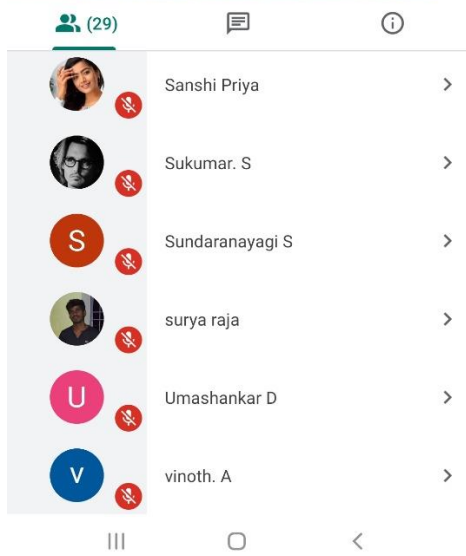 (29)
Sanshi Priya
Sukumar. S
S
Sundaranayagi S
surya raja
U
Umashankar D
v
vinoth. A